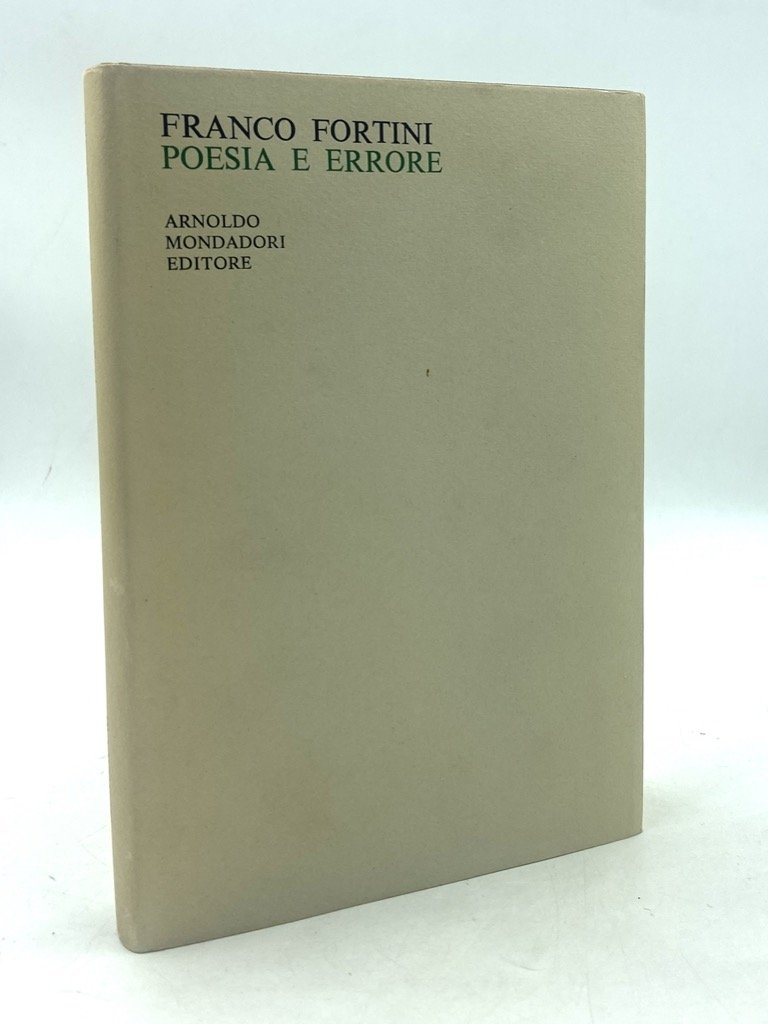 FRANCO FORTINI
POESIA E ERRORE
ARNOLDO
MONDADORI
EDITORE